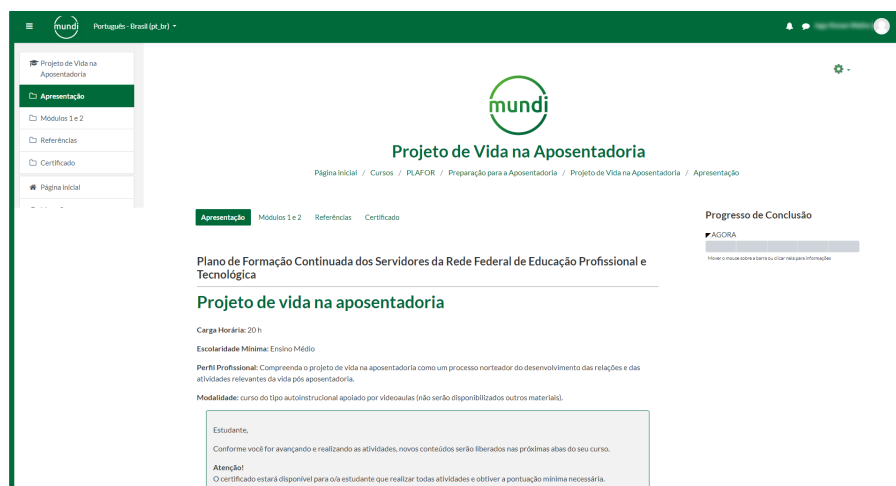 mundi
Português - Brasil (pt_br)
Projeto de Vida na
Aposentadoria
Apresentação
Módulos 1 e 2
Referências
Certificado
Página inicial
mundi
Projeto de Vida na Aposentadoria
Página inicial / Cursos / PLAFOR / Preparação para a Aposentadoria / Projeto de Vida na Aposentadoria / Apresentação
Apresentação Módulos 1 e 2 Referências Certificado
Progresso de Conclusão
AGORA
Mover o mouse sobre a barra ou clicar nela para informações
Plano de Formação Continuada dos Servidores da Rede Federal de Educação Profissional e
Tecnológica
Projeto de vida na aposentadoria
Carga Horária: 20 h
Escolaridade Mínima: Ensino Médio
Perfil Profissional: Compreenda o projeto de vida na aposentadoria como um processo norteador do desenvolvimento das relações e das
atividades relevantes da vida pós aposentadoria.
Modalidade: curso do tipo autoinstrucional apoiado por videoaulas (não serão disponibilizados outros materiais).
Estudante,
Conforme você for avançando e realizando as atividades, novos conteúdos serão liberados nas próximas abas do seu curso.
Atenção!
O certificado estará disponível para o/a estudante que realizar todas atividades e obtiver a pontuação mínima necessária.